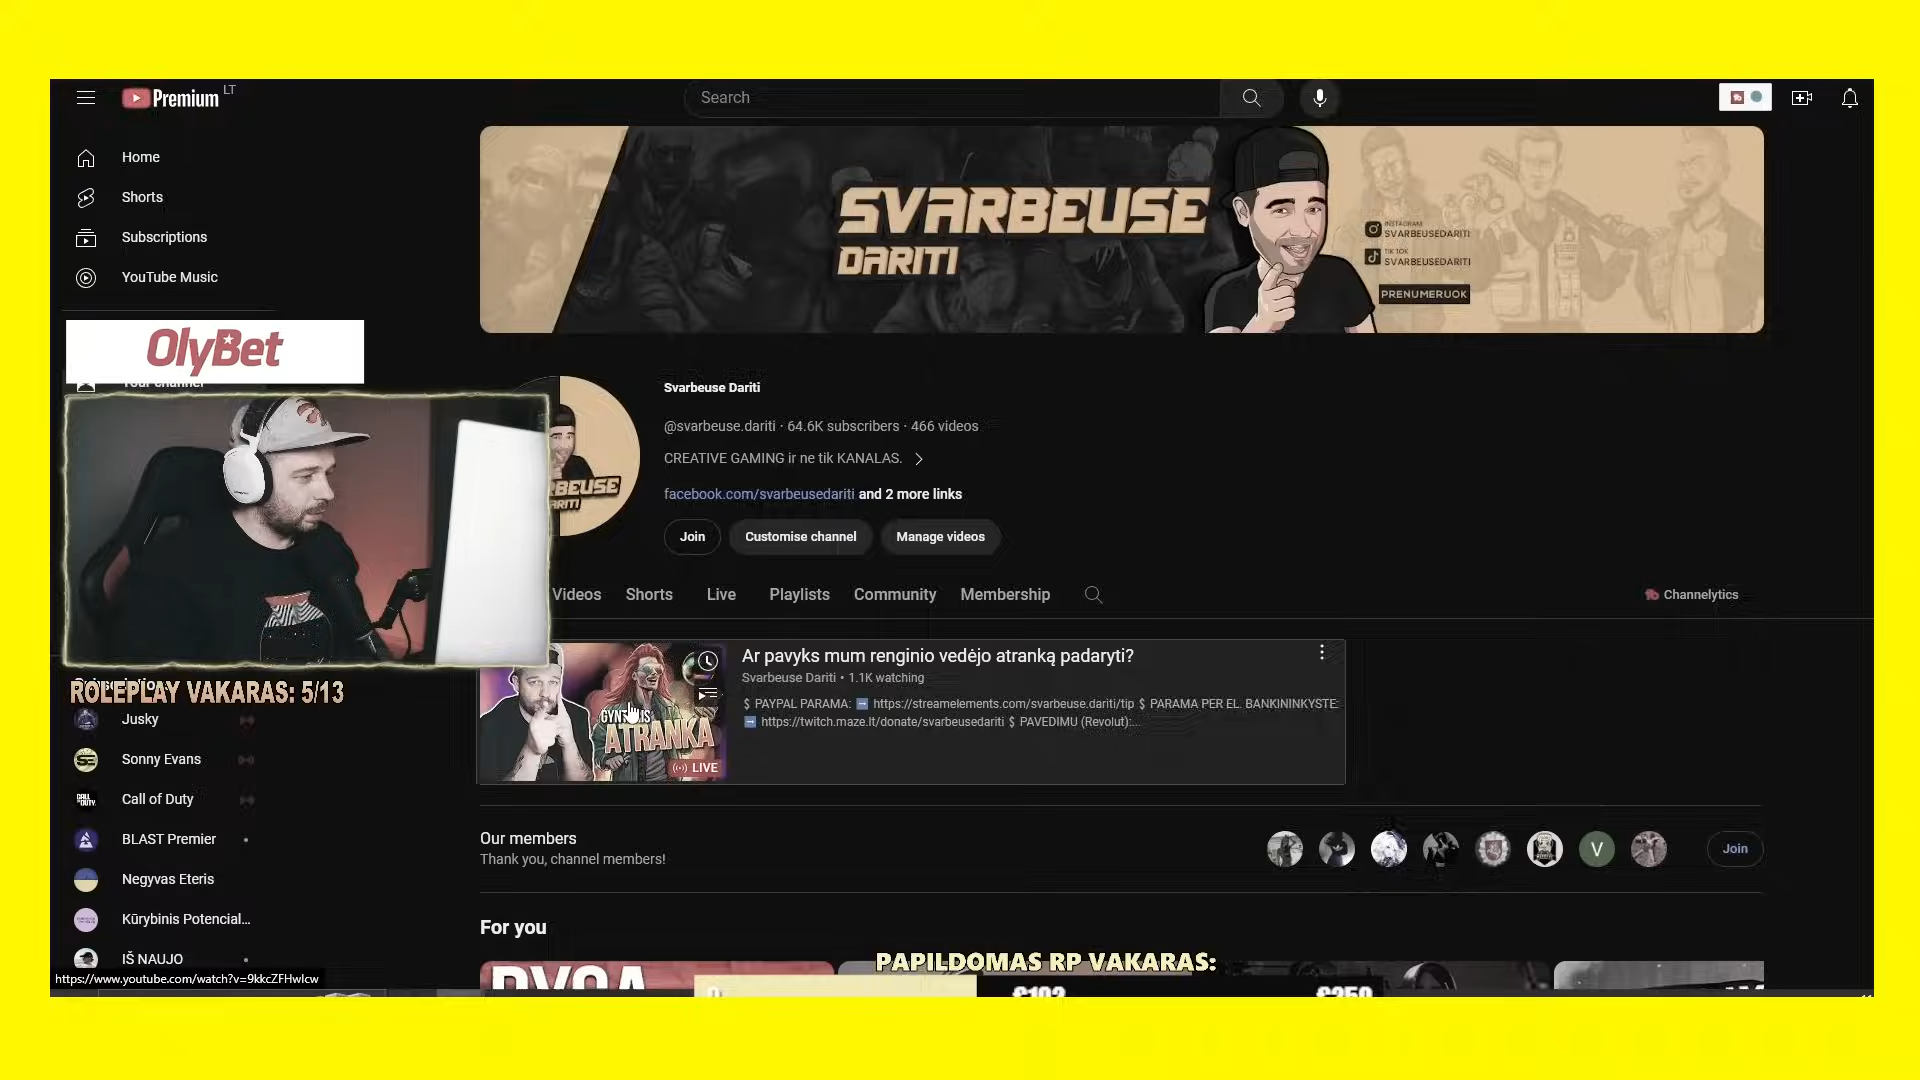 Premium LT
Search
Home
Shorts
Subscriptions
YouTube Music
SVARBEUSE
DARITI
INSTAGRAM
SVARBEUSEDARITI
TIK TOK
SVARBEUSEDARITI
PRENUMERUOK
OlyBet
Your channel
Svarbeuse Dariti
@svarbeuse.dariti · 64.6K subscribers · 466 videos
CREATIVE GAMING ir ne tik KANALAS.
facebook.com/svarbeusedariti and 2 more links
Join
Customise channel
Manage videos
Videos
Shorts
Live
Playlists
Community
Membership
Channelytics
ROLEPLAY VAKARAS: 5/13
Ar pavyks mum renginio vedėjo atranką padaryti?
Svarbeuse Dariti • 1.1K watching
$ PAYPAL PARAMA: https://streamelements.com/svarbeuse.dariti/tip $ PARAMA PER EL. BANKININKYSTE:
https://twitch.maze.lt/donate/svarbeusedariti $ PAVEDIMU (Revolut):...
ATRANKA
LIVE
Jusky
Sonny Evans
Call of Duty
BLAST Premier
Negyvas Eteris
Kūrybinis Potencial...
IŠ NAUJO
Our members
Thank you, channel members!
V
Join
For you
PAPILDOMAS RP VAKARAS:
https://www.youtube.com/watch?v=9kkcZFHwlcw